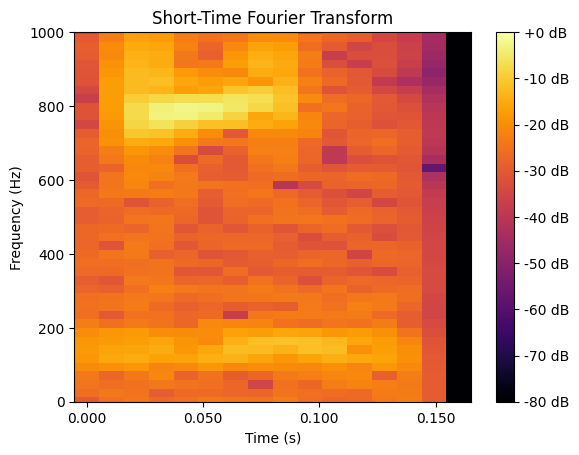 Short-Time Fourier Transform
1000
800
600
400
200
0
Frequency (Hz)
0.000
0.050
0.100
0.150
Time (s)
+0 dB
-10 dB
-20 dB
-30 dB
-40 dB
-50 dB
-60 dB
-70 dB
-80 dB